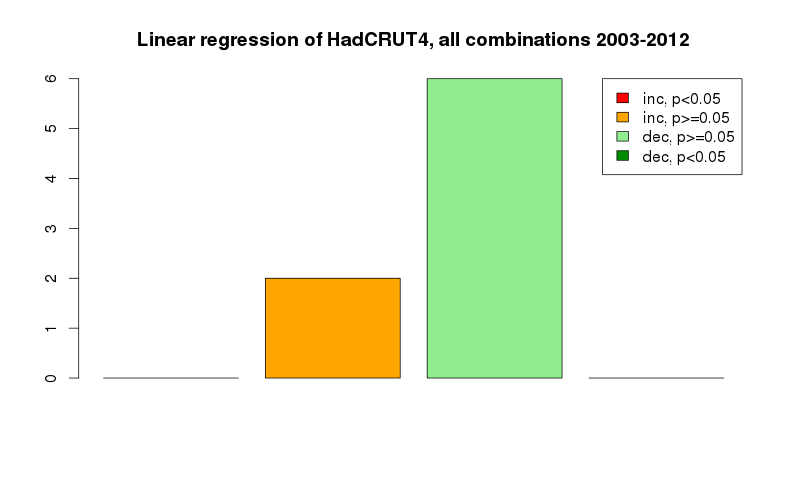 Linear regression of HadCRUT4, all combinations 2003-2012
6
5
4
3
2
1
0
inc, p<0.05
inc, p>=0.05
dec, p>=0.05
dec, p<0.05